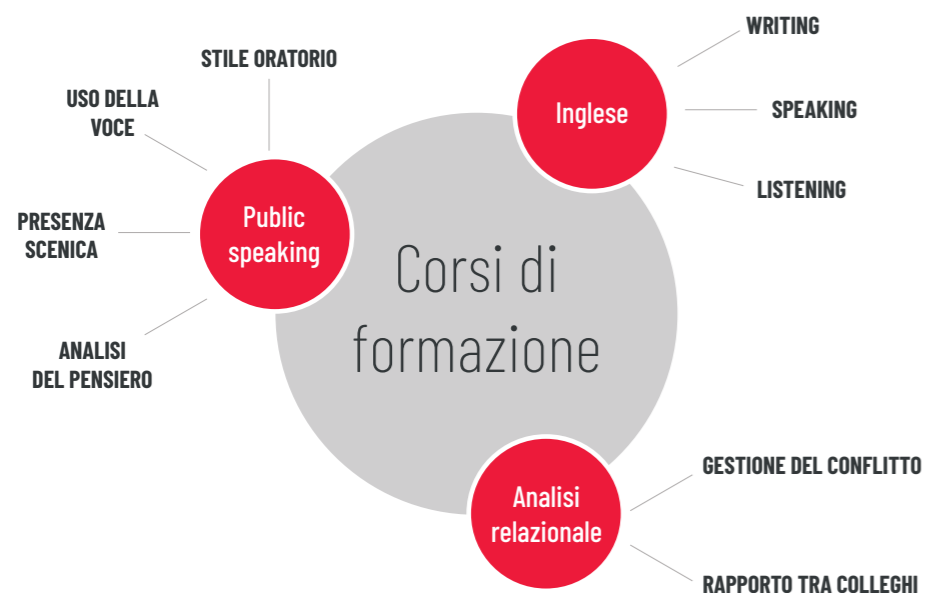 Corsi di
formazione
Public
speaking
STILE ORATORIO
USO DELLA
VOCE
PRESENZA
SCENICA
ANALISI
DEL PENSIERO
Inglese
WRITING
SPEAKING
LISTENING
Analisi
relazionale
GESTIONE DEL CONFLITTO
RAPPORTO TRA COLLEGHI